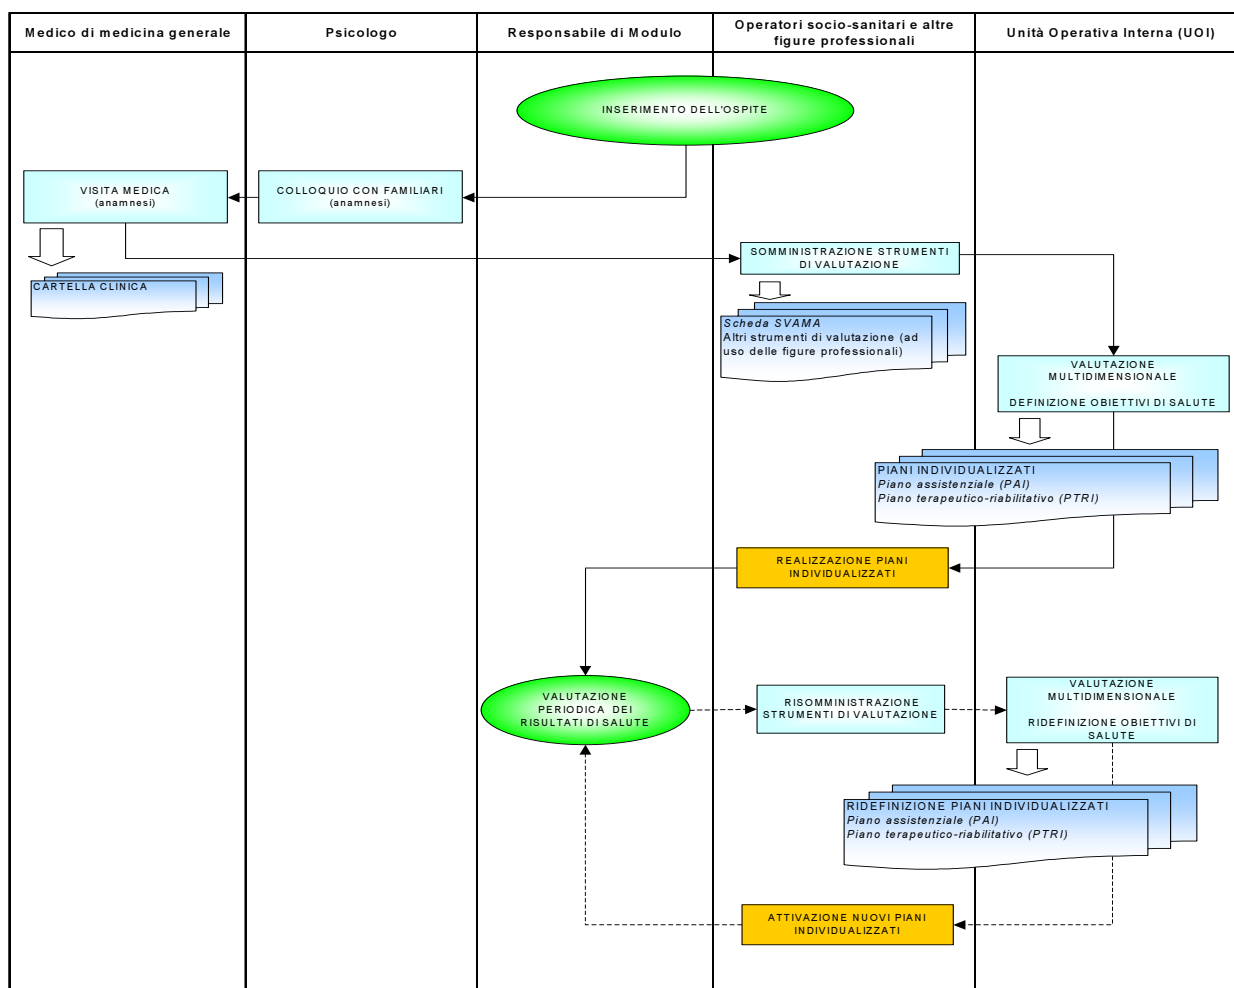 Medico di medicina generale
Psicologo
Responsabile di Modulo
Operatori socio-sanitari e altre
figure professionali
Unità Operativa Interna (UOI)
INSERIMENTO DELL'OSPITE
VISITA MEDICA
(anamnesi)
COLLOQUIO CON FAMILIARI
(anamnesi)
SOMMINISTRAZIONE STRUMENTI
DI VALUTAZIONE
CARTELLA CLINICA
Scheda SVAMA
Altri strumenti di valutazione (ad
uso delle figure professionali)
VALUTAZIONE
MULTIDIMENSIONALE
DEFINIZIONE OBIETTIVI DI SALUTE
PIANI INDIVIDUALIZZATI
Piano assistenziale (PAI)
Piano terapeutico-riabilitativo (PTRI)
REALIZZAZIONE PIANI
INDIVIDUALIZZATI
VALUTAZIONE
PERIODICA DEI
RISULTATI DI SALUTE
RISOMMINISTRAZIONE
STRUMENTI DI VALUTAZIONE
VALUTAZIONE
MULTIDIMENSIONALE
RIDEFINIZIONE OBIETTIVI DI
SALUTE
RIDEFINIZIONE PIANI INDIVIDUALIZZATI
Piano assistenziale (PAI)
Piano terapeutico-riabilitativo (PTRI)
ATTIVAZIONE NUOVI PIANI
INDIVIDUALIZZATI